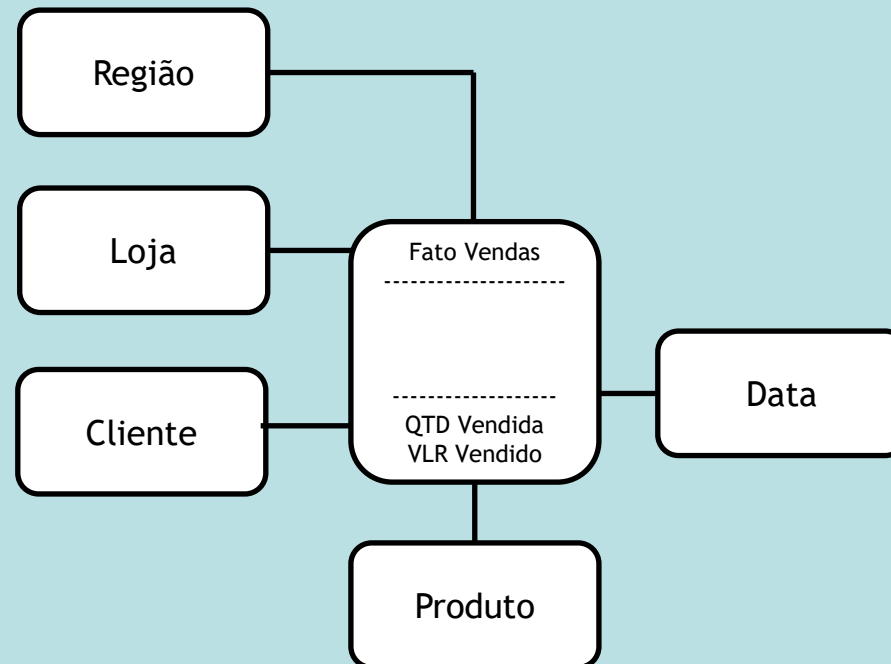 Região
Loja
Fato Vendas
-------------------
-----------------
QTD Vendida
VLR Vendido
Cliente
Data
Produto